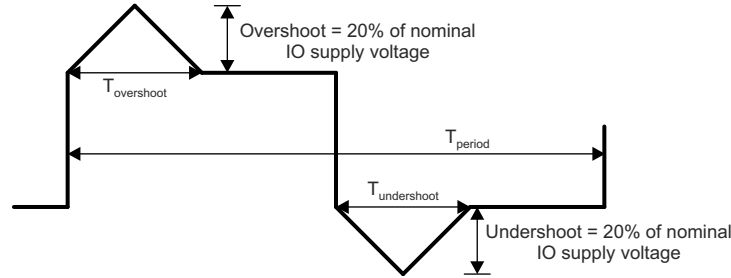 Overshoot = 20% of nominal
IO supply voltage
Tovershoot
Tperiod
Tundershoot
Undershoot = 20% of nominal
IO supply voltage